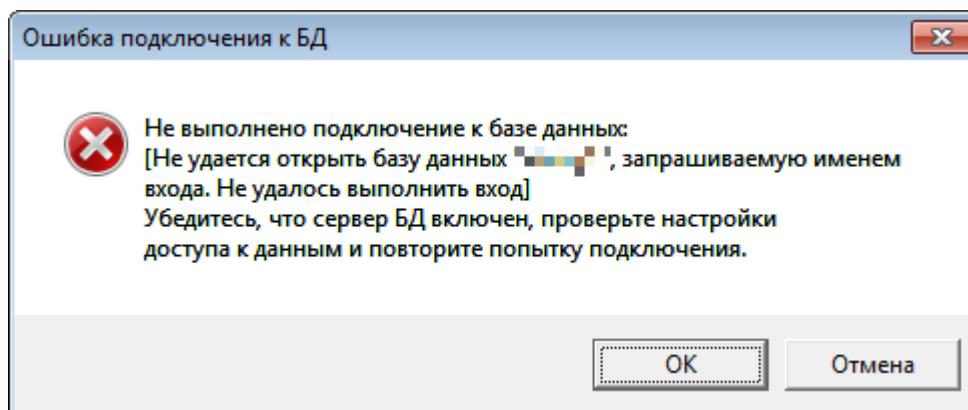 Ошибка подключения к БД
Не выполнено подключение к базе данных:
[Не удается открыть базу данных " ", запрашиваемую именем
входа. Не удалось выполнить вход]
Убедитесь, что сервер БД включен, проверьте настройки
доступа к данным и повторите попытку подключения.
OK
Отмена